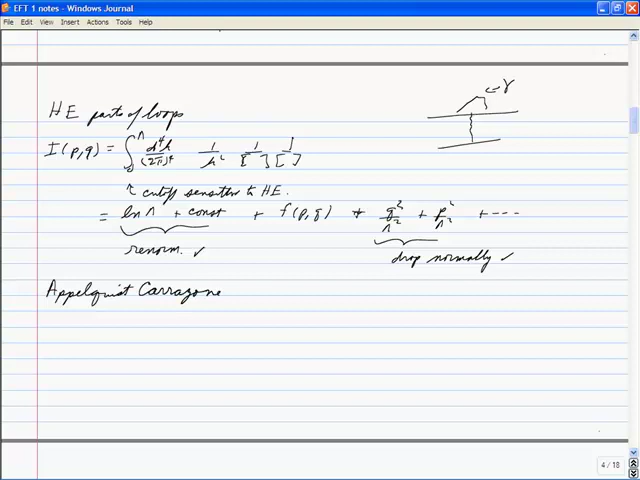 EFT 1 notes - Windows Journal
File Edit View Insert Actions Tools Help
HE parts of loops
γ
I(p,q) = ∫₀^Λ d⁴k/(2π)⁴ 1/k² 1/[ ] 1/[ ]
↑ cutoff sensitive to HE.
= ln Λ + const + f(p,q) + q²/Λ² + p²/Λ² + ----
renorm. ✓ drop normally ✓
Appelquist Carrazone
4 / 18